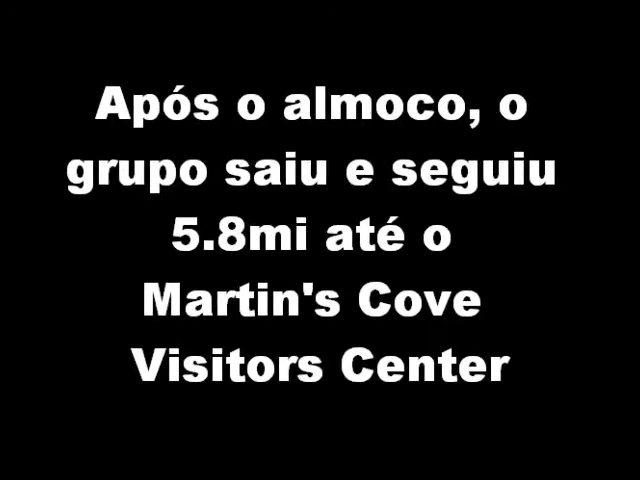 Após o almoco, o
grupo saiu e seguiu
5.8mi até o
Martin's Cove
Visitors Center